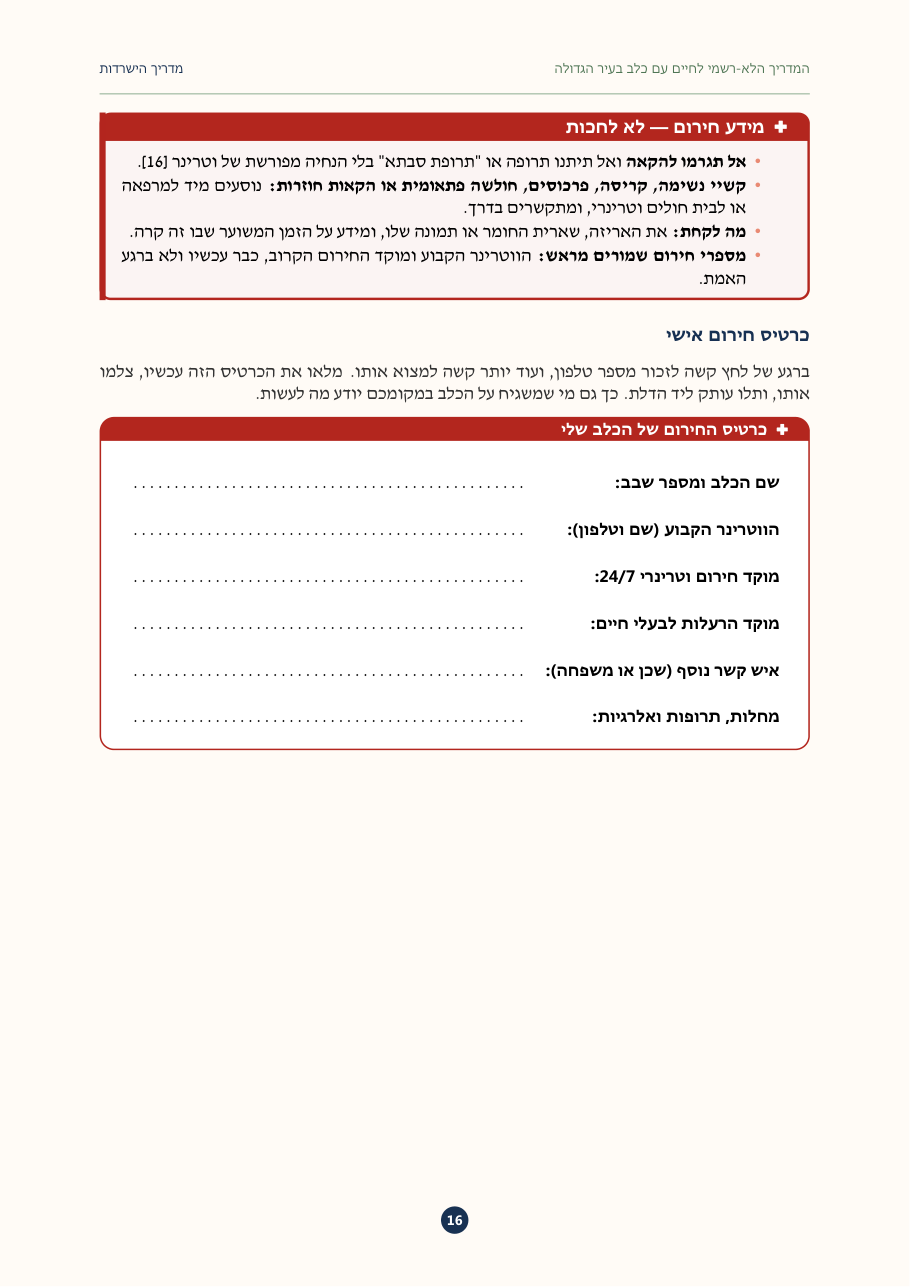 המדריך הלא-רשמי לחיים עם כלב בעיר הגדולה
מדריך הישרדות
✚ מידע חירום — לא לחכות
• אל תגרמו להקאה ואל תיתנו תרופה או "תרופת סבתא" בלי הנחיה מפורשת של וטרינר [16].
• קשיי נשימה, קריסה, פרכוסים, חולשה פתאומית או הקאות חוזרות: נוסעים מיד למרפאה
או לבית חולים וטרינרי, ומתקשרים בדרך.
• מה לקחת: את האריזה, שארית החומר או תמונה שלו, ומידע על הזמן המשוער שבו זה קרה.
• מספרי חירום שמורים מראש: הווטרינר הקבוע ומוקד החירום הקרוב, כבר עכשיו ולא ברגע
האמת.
כרטיס חירום אישי
ברגע של לחץ קשה לזכור מספר טלפון, ועוד יותר קשה למצוא אותו. מלאו את הכרטיס הזה עכשיו, צלמו
אותו, ותלו עותק ליד הדלת. כך גם מי שמשגיח על הכלב במקומכם יודע מה לעשות.
✚ כרטיס החירום של הכלב שלי
שם הכלב ומספר שבב: ................................................
הווטרינר הקבוע (שם וטלפון): ................................................
מוקד חירום וטרינרי 24/7: ................................................
מוקד הרעלות לבעלי חיים: ................................................
איש קשר נוסף (שכן או משפחה): ................................................
מחלות, תרופות ואלרגיות: ................................................
16